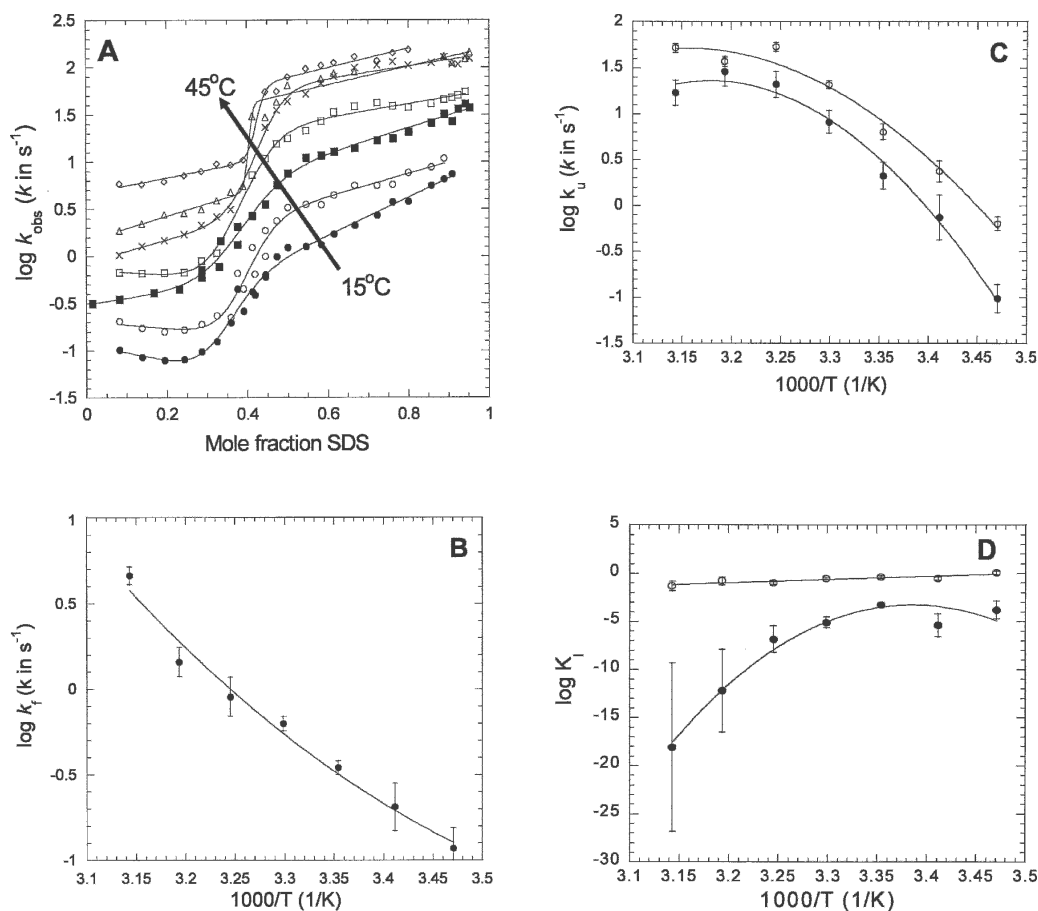 A
log k_obs (k in s⁻¹)
2.5
2
1.5
1
0.5
0
-0.5
-1
-1.5
45°C
15°C
0 0.2 0.4 0.6 0.8 1
Mole fraction SDS
C
log k_u (k in s⁻¹)
2
1.5
1
0.5
0
-0.5
-1
-1.5
3.1 3.15 3.2 3.25 3.3 3.35 3.4 3.45 3.5
1000/T (1/K)
B
log k_f (k in s⁻¹)
1
0.5
0
-0.5
-1
3.1 3.15 3.2 3.25 3.3 3.35 3.4 3.45 3.5
1000/T (1/K)
D
log K_I
5
0
-5
-10
-15
-20
-25
-30
3.1 3.15 3.2 3.25 3.3 3.35 3.4 3.45 3.5
1000/T (1/K)